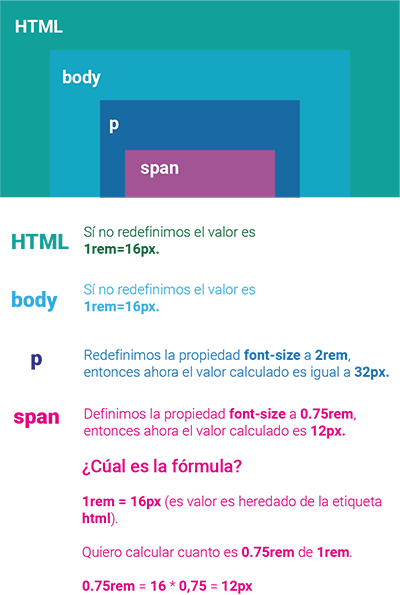 HTML
body
p
span
HTML
Sí no redefinimos el valor es
1rem=16px.
body
Sí no redefinimos el valor es
1rem=16px.
p
Redefinimos la propiedad font-size a 2rem,
entonces ahora el valor calculado es igual a 32px.
span
Definimos la propiedad font-size a 0.75rem,
entonces ahora el valor calculado es 12px.
¿Cúal es la fórmula?
1rem = 16px (es valor es heredado de la etiqueta
html).
Quiero calcular cuanto es 0.75rem de 1rem.
0.75rem = 16 * 0,75 = 12px